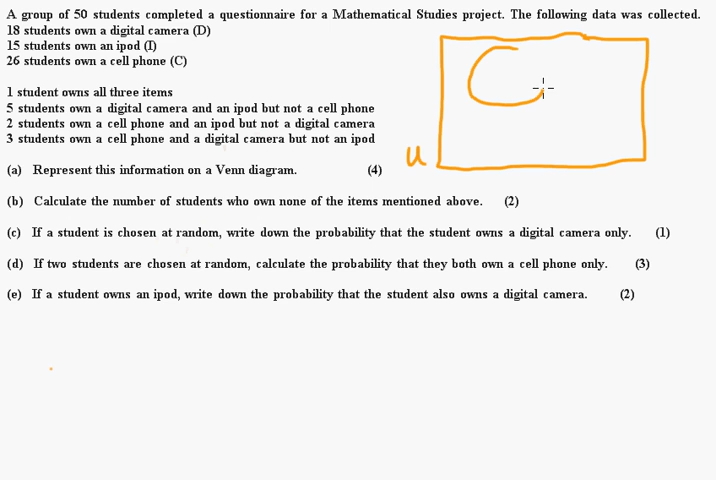 A group of 50 students completed a questionnaire for a Mathematical Studies project. The following data was collected.
18 students own a digital camera (D)
15 students own an ipod (I)
26 students own a cell phone (C)
1 student owns all three items
5 students own a digital camera and an ipod but not a cell phone
2 students own a cell phone and an ipod but not a digital camera
3 students own a cell phone and a digital camera but not an ipod
(a) Represent this information on a Venn diagram. (4)
(b) Calculate the number of students who own none of the items mentioned above. (2)
(c) If a student is chosen at random, write down the probability that the student owns a digital camera only. (1)
(d) If two students are chosen at random, calculate the probability that they both own a cell phone only. (3)
(e) If a student owns an ipod, write down the probability that the student also owns a digital camera. (2)
u